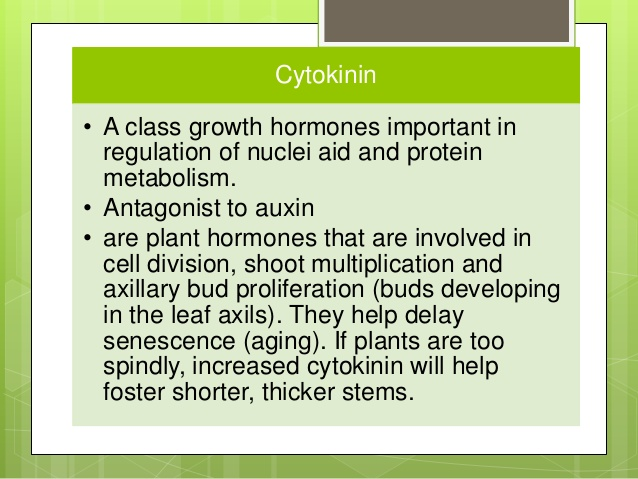 Cytokinin
• A class growth hormones important in
regulation of nuclei aid and protein
metabolism.
• Antagonist to auxin
• are plant hormones that are involved in
cell division, shoot multiplication and
axillary bud proliferation (buds developing
in the leaf axils). They help delay
senescence (aging). If plants are too
spindly, increased cytokinin will help
foster shorter, thicker stems.